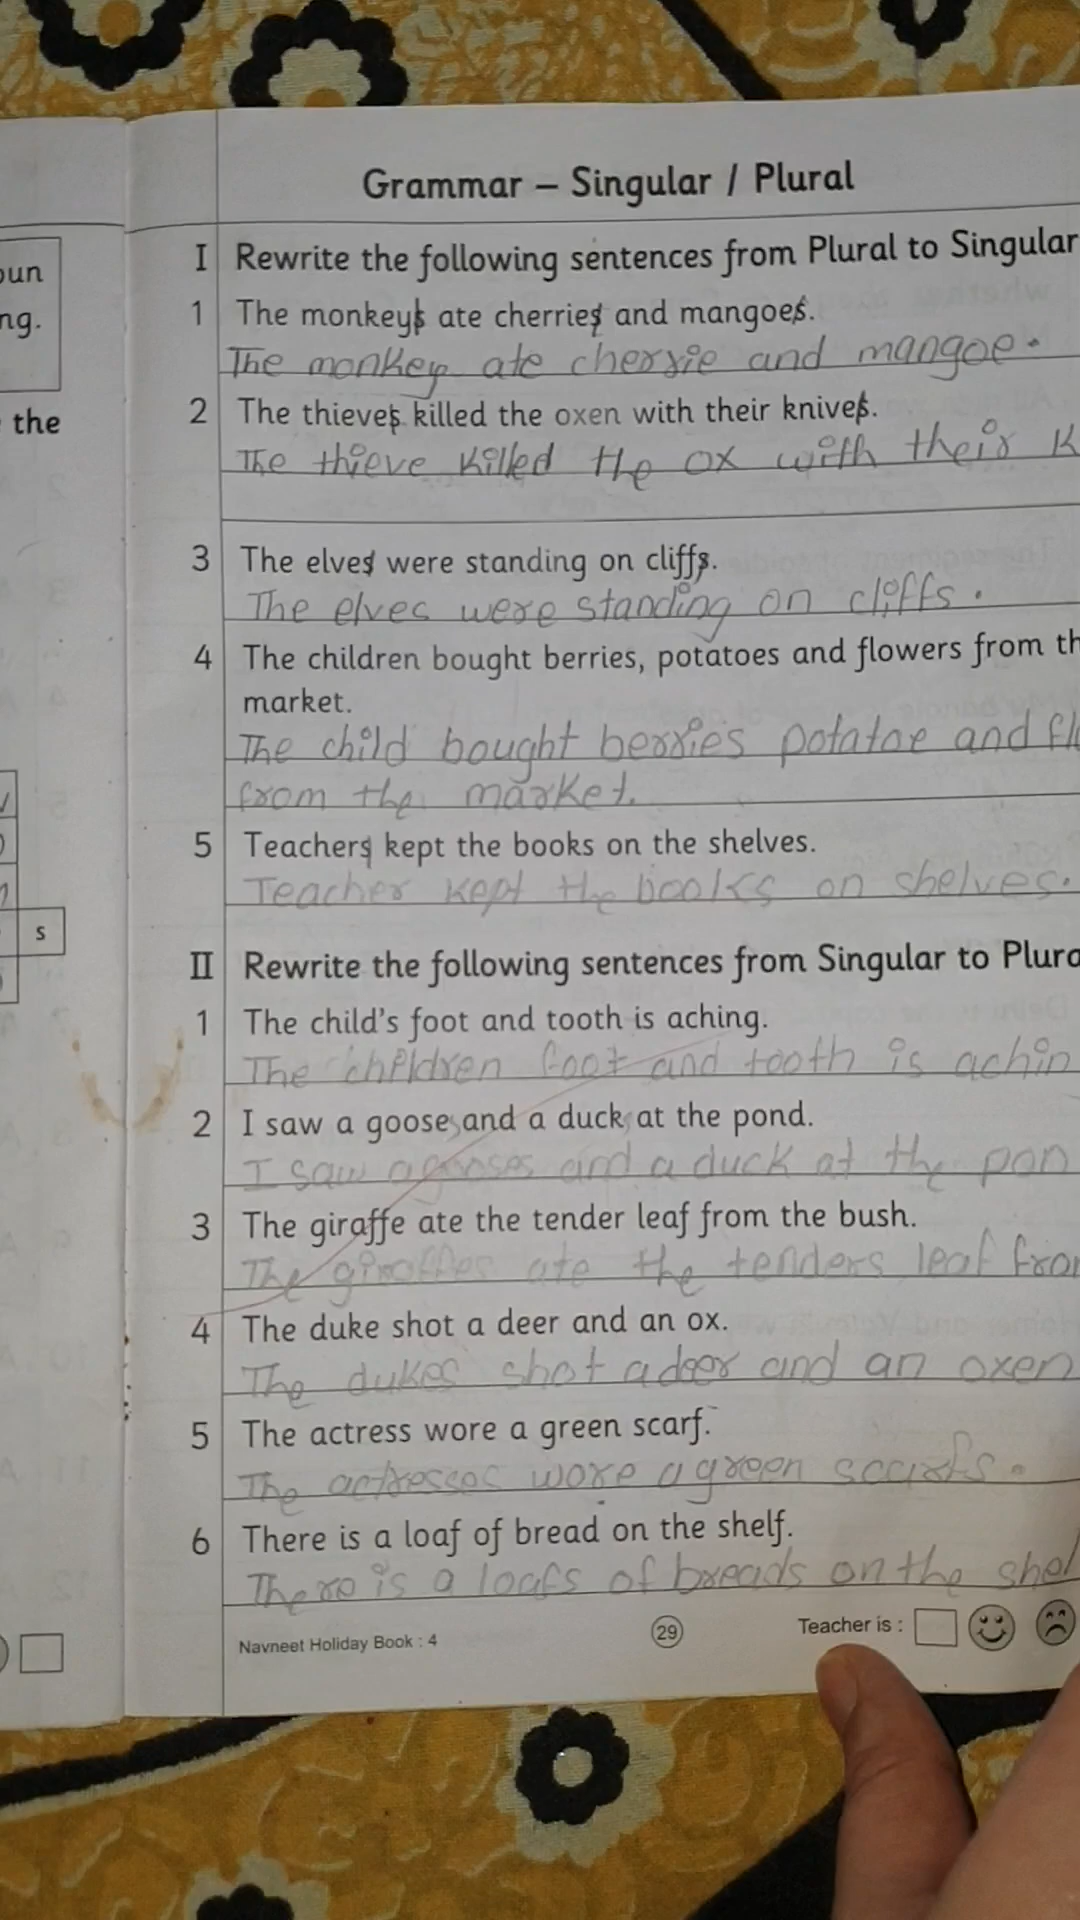 Grammar – Singular / Plural
I Rewrite the following sentences from Plural to Singular
1 The monkeys ate cherries and mangoes.
The monkey ate cherrie and mangoe.
2 The thieves killed the oxen with their knives.
The thieve killed the ox with their k
3 The elves were standing on cliffs.
The elves were standing on cliffs.
4 The children bought berries, potatoes and flowers from th
market.
The child bought berries potatoe and fl
from the market.
5 Teachers kept the books on the shelves.
Teacher kept the books on shelves.
II Rewrite the following sentences from Singular to Plura
1 The child's foot and tooth is aching.
The children foot and tooth is achin
2 I saw a goose and a duck at the pond.
I saw a gooses and a duck at the pon
3 The giraffe ate the tender leaf from the bush.
The giraffes ate the tenders leaf from
4 The duke shot a deer and an ox.
The dukes shot a deer and an oxen
5 The actress wore a green scarf.
The actresses wore a green scarfs.
6 There is a loaf of bread on the shelf.
There is a loafs of breads on the shel
Navneet Holiday Book : 4
29
Teacher is :
oun
ng.
the
s